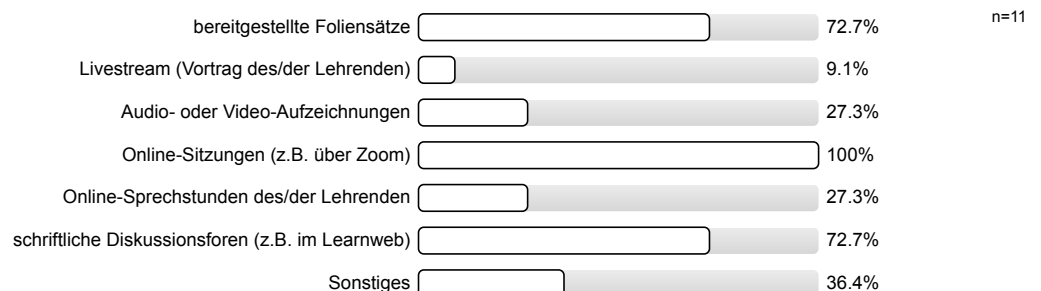 n=11
bereitgestellte Foliensätze 72.7%
Livestream (Vortrag des/der Lehrenden) 9.1%
Audio- oder Video-Aufzeichnungen 27.3%
Online-Sitzungen (z.B. über Zoom) 100%
Online-Sprechstunden des/der Lehrenden 27.3%
schriftliche Diskussionsforen (z.B. im Learnweb) 72.7%
Sonstiges 36.4%